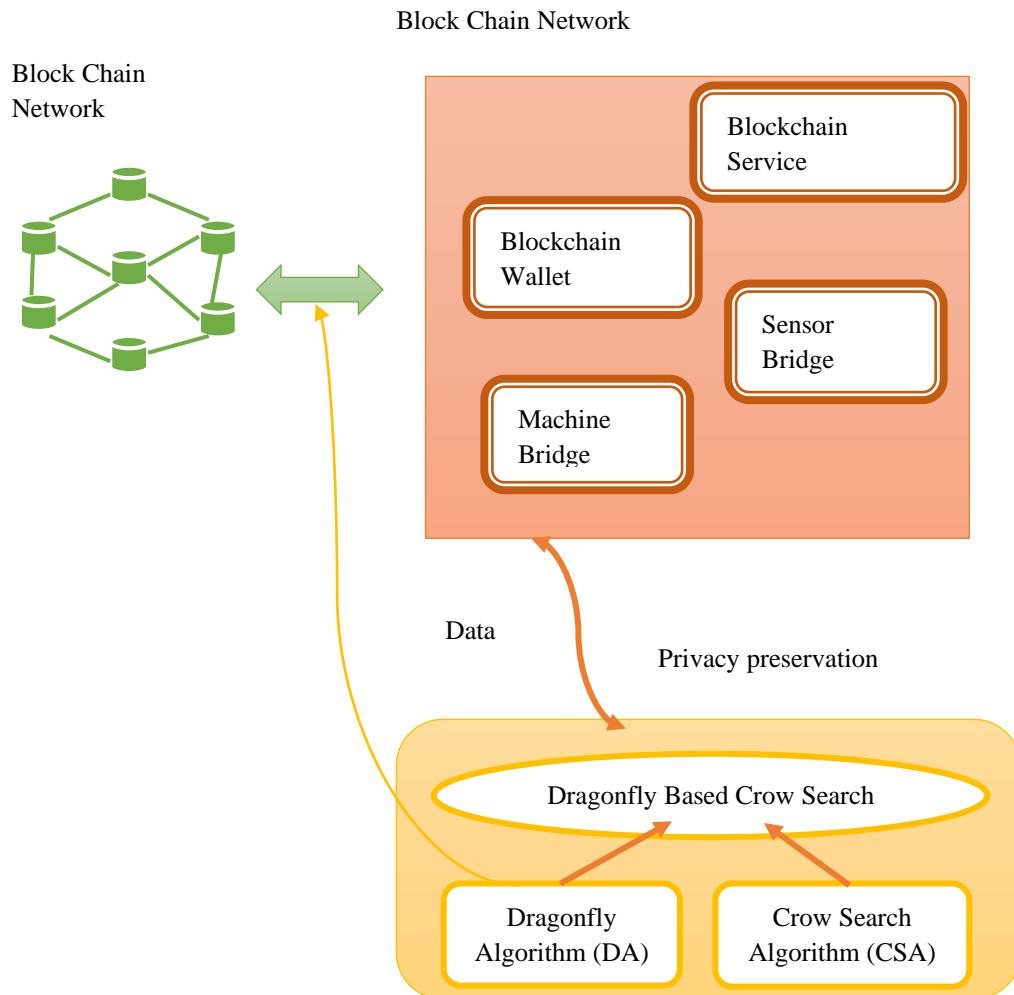 Block Chain Network
Block Chain
Network
Blockchain
Service
Blockchain
Wallet
Sensor
Bridge
Machine
Bridge
Data
Privacy preservation
Dragonfly Based Crow Search
Dragonfly
Algorithm (DA)
Crow Search
Algorithm (CSA)